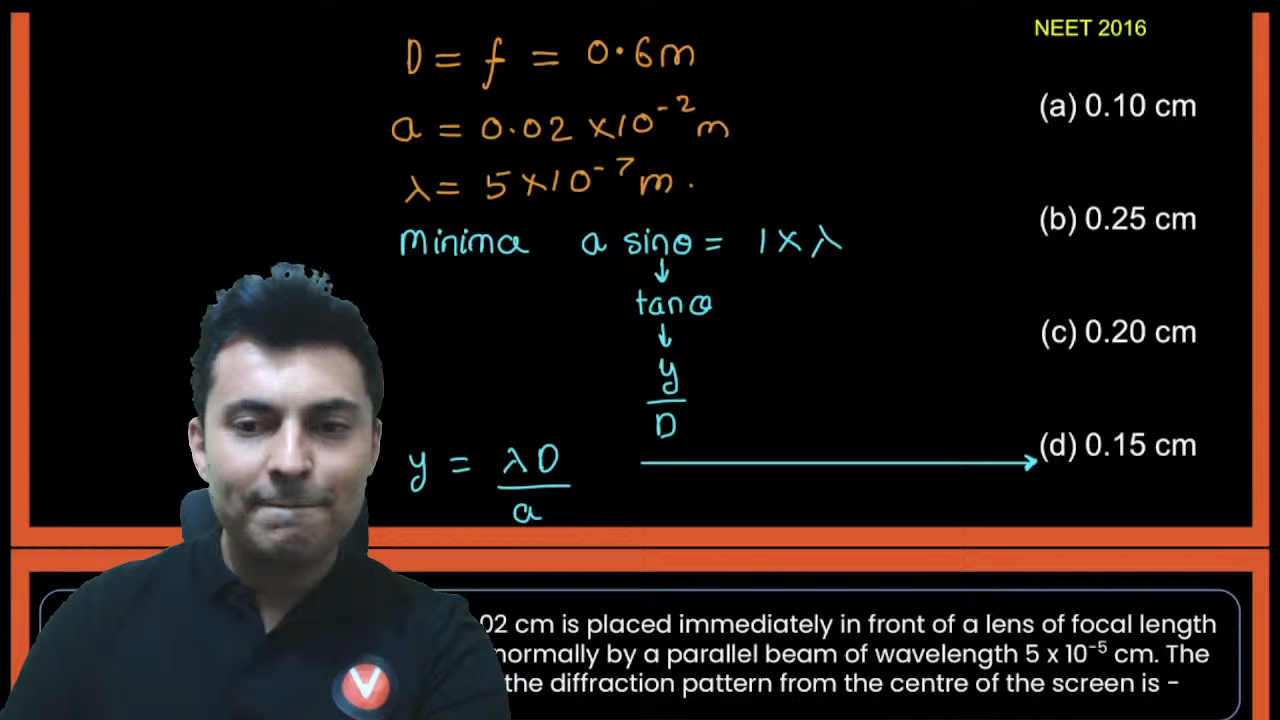 NEET 2016
D = f = 0.6m
a = 0.02 × 10⁻² m
λ = 5 × 10⁻⁷ m.
minima a sinθ = 1 × λ
↓
tanθ
↓
y
D
y = λD
a
(a) 0.10 cm
(b) 0.25 cm
(c) 0.20 cm
(d) 0.15 cm
02 cm is placed immediately in front of a lens of focal length
normally by a parallel beam of wavelength 5 x 10⁻⁵ cm. The
the diffraction pattern from the centre of the screen is -
V